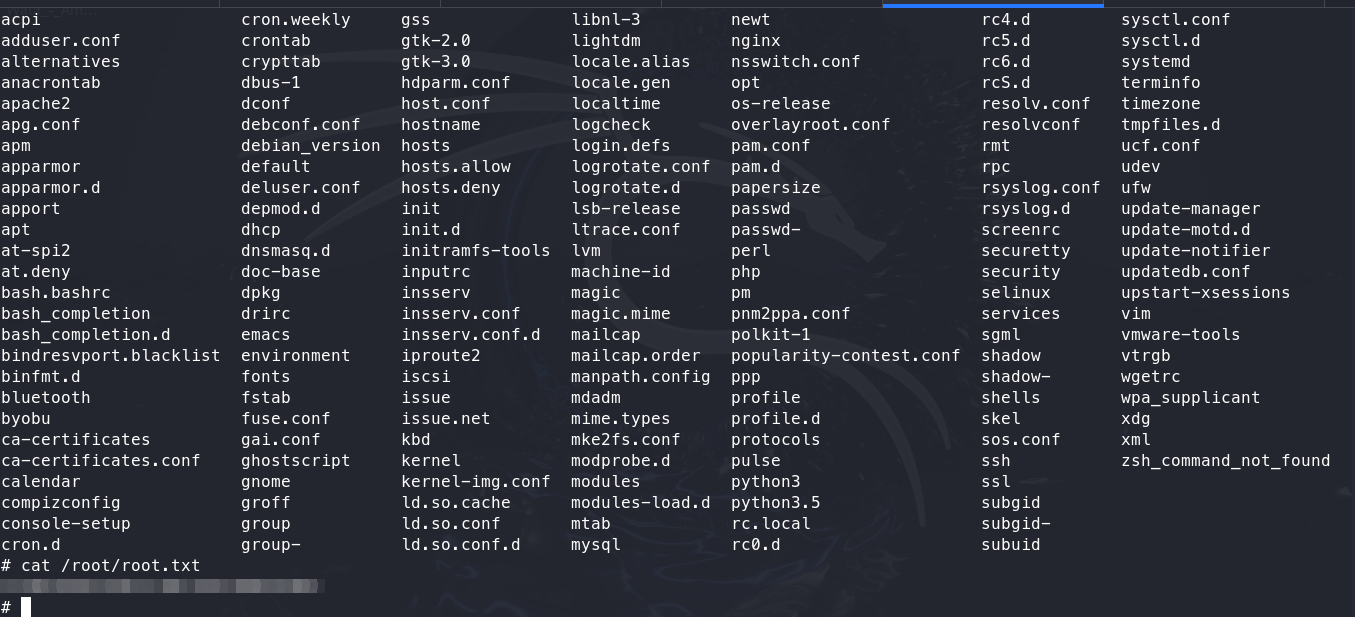 acpi cron.weekly gss libnl-3 newt rc4.d sysctl.conf
adduser.conf crontab gtk-2.0 lightdm nginx rc5.d sysctl.d
alternatives crypttab gtk-3.0 locale.alias nsswitch.conf rc6.d systemd
anacrontab dbus-1 hdparm.conf locale.gen opt rcS.d terminfo
apache2 dconf host.conf localtime os-release resolv.conf timezone
apg.conf debconf.conf hostname logcheck overlayroot.conf resolvconf tmpfiles.d
apm debian_version hosts login.defs pam.conf rmt ucf.conf
apparmor default hosts.allow logrotate.conf pam.d rpc udev
apparmor.d deluser.conf hosts.deny logrotate.d papersize rsyslog.conf ufw
apport depmod.d init lsb-release passwd rsyslog.d update-manager
apt dhcp init.d ltrace.conf passwd- screenrc update-motd.d
at-spi2 dnsmasq.d initramfs-tools lvm perl securetty update-notifier
at.deny doc-base inputrc machine-id php security updatedb.conf
bash.bashrc dpkg insserv magic pm selinux upstart-xsessions
bash_completion drirc insserv.conf magic.mime pnm2ppa.conf services vim
bash_completion.d emacs insserv.conf.d mailcap polkit-1 sgml vmware-tools
bindresvport.blacklist environment iproute2 mailcap.order popularity-contest.conf shadow vtrgb
binfmt.d fonts iscsi manpath.config ppp shadow- wgetrc
bluetooth fstab issue mdadm profile shells wpa_supplicant
byobu fuse.conf issue.net mime.types profile.d skel xdg
ca-certificates gai.conf kbd mke2fs.conf protocols sos.conf xml
ca-certificates.conf ghostscript kernel modprobe.d pulse ssh zsh_command_not_found
calendar gnome kernel-img.conf modules python3 ssl
compizconfig groff ld.so.cache modules-load.d python3.5 subgid
console-setup group ld.so.conf mtab rc.local subgid-
cron.d group- ld.so.conf.d mysql rc0.d subuid
# cat /root/root.txt
#